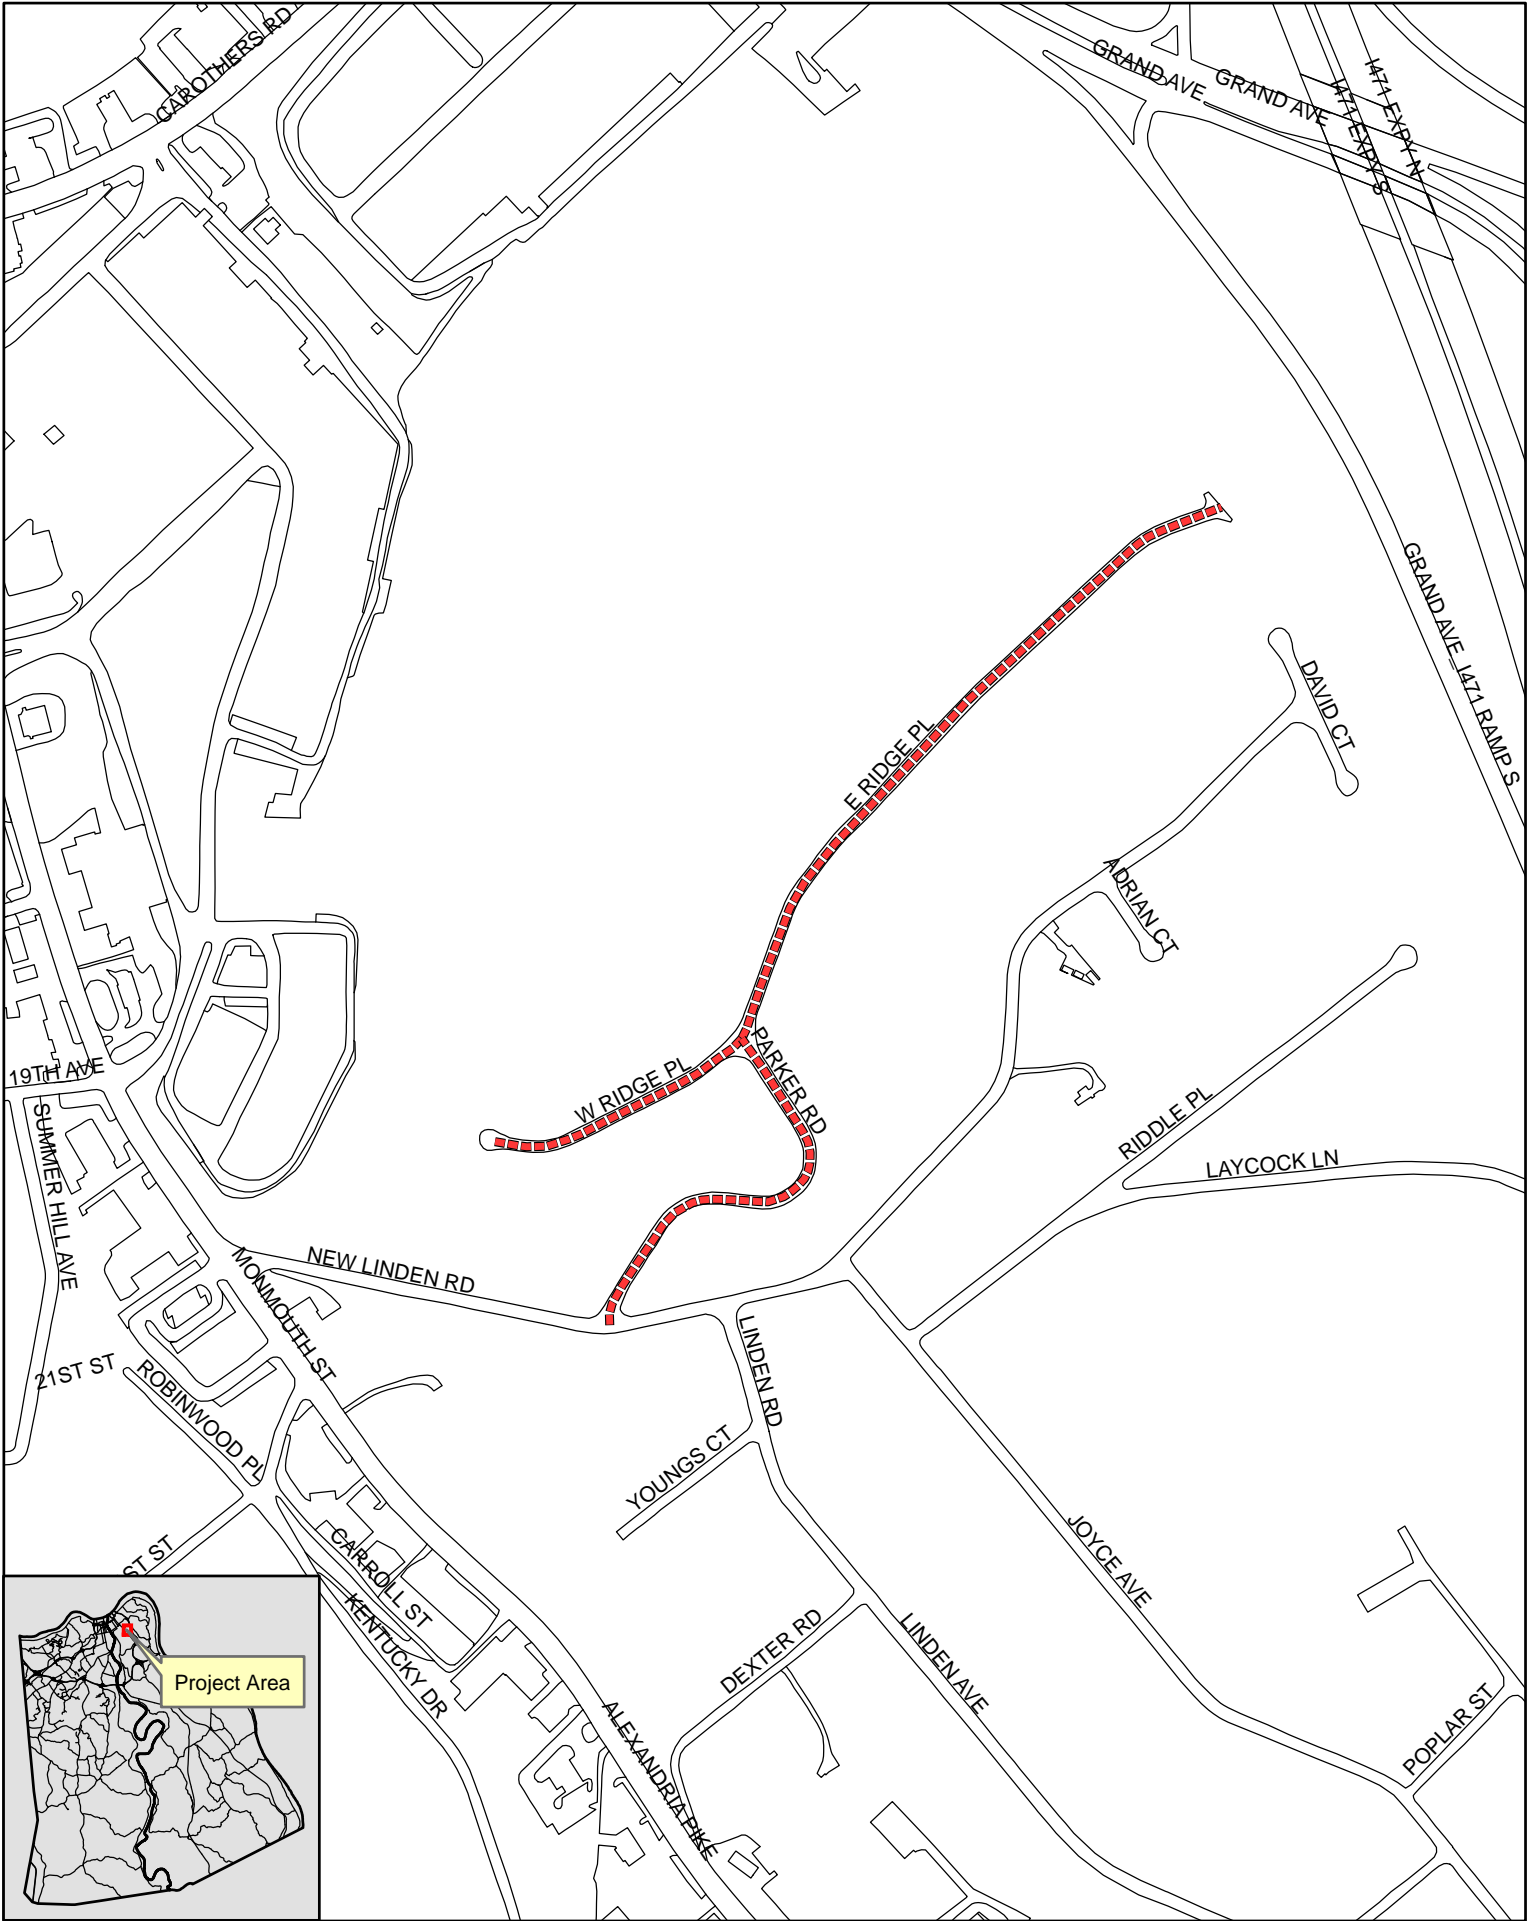 CAROTHERS RD
GRAND AVE
GRAND AVE
I471 EXPY S
I471 EXPY N
GRAND AVE_I471 RAMP S
DAVID CT
E RIDGE PL
ADRIAN CT
PARKER RD
W RIDGE PL
19TH AVE
SUMMER HILL AVE
RIDDLE PL
LAYCOCK LN
NEW LINDEN RD
MONMOUTH ST
LINDEN RD
21ST ST
ROBINWOOD PL
YOUNGS CT
JOYCE AVE
ST ST
CARROLL ST
KENTUCKY DR
DEXTER RD
LINDEN AVE
ALEXANDRIA PIKE
POPLAR ST
Project Area